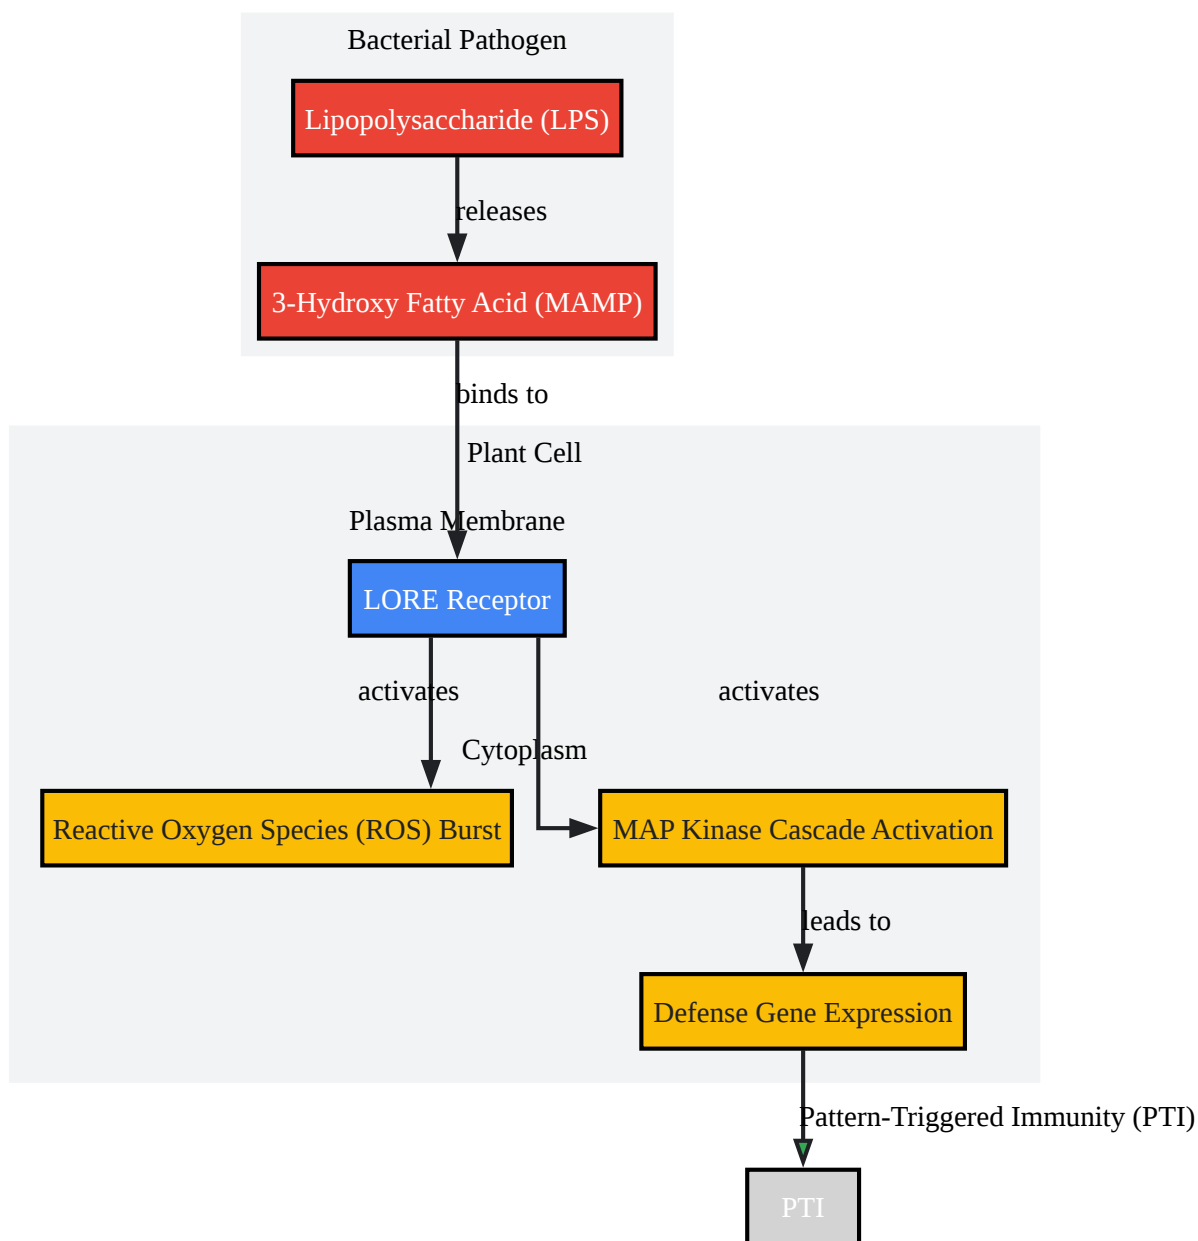 Bacterial Pathogen
Lipopolysaccharide (LPS)
releases
3-Hydroxy Fatty Acid (MAMP)
binds to
Plant Cell
Plasma Membrane
LORE Receptor
activates
activates
Cytoplasm
Reactive Oxygen Species (ROS) Burst
MAP Kinase Cascade Activation
leads to
Defense Gene Expression
Pattern-Triggered Immunity (PTI)
PTI